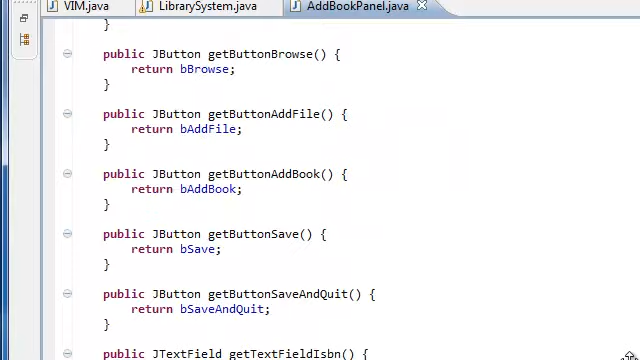 VIM.java LibrarySystem.java AddBookPanel.java
}
public JButton getButtonBrowse() {
return bBrowse;
}
public JButton getButtonAddFile() {
return bAddFile;
}
public JButton getButtonAddBook() {
return bAddBook;
}
public JButton getButtonSave() {
return bSave;
}
public JButton getButtonSaveAndQuit() {
return bSaveAndQuit;
}
public JTextField getTextFieldIsbn() {